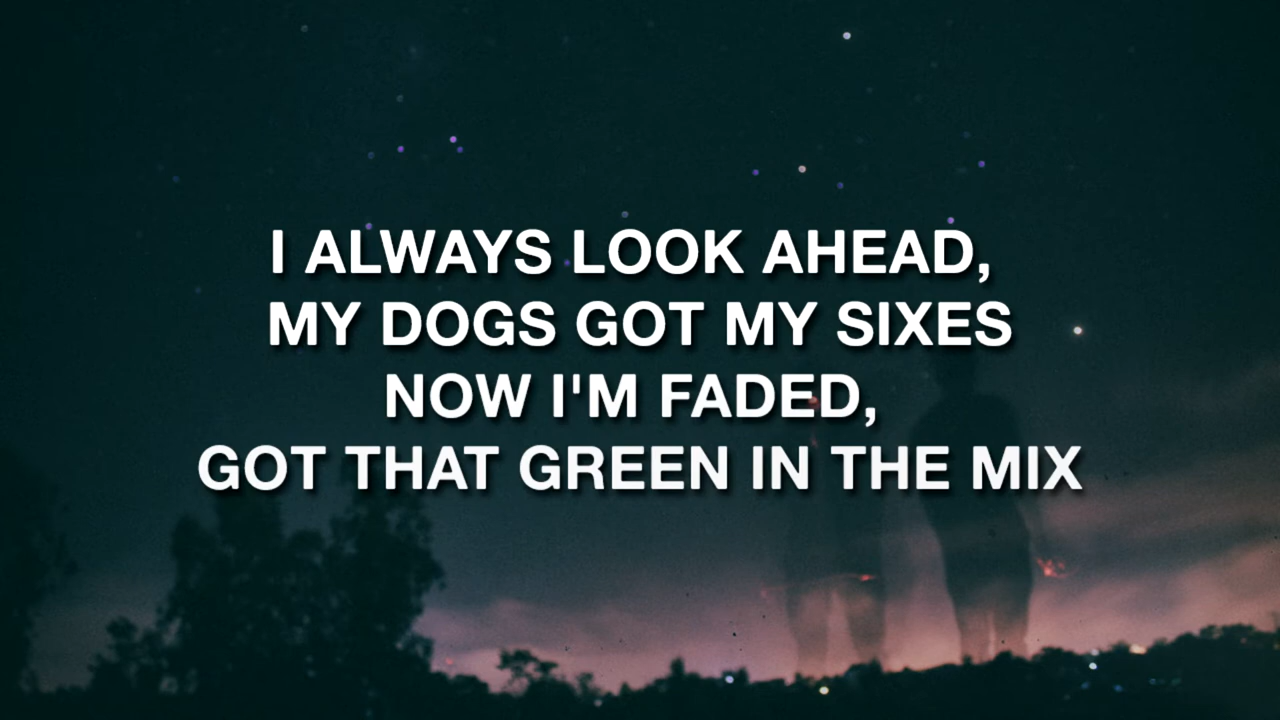 I ALWAYS LOOK AHEAD,
MY DOGS GOT MY SIXES
NOW I'M FADED,
GOT THAT GREEN IN THE MIX